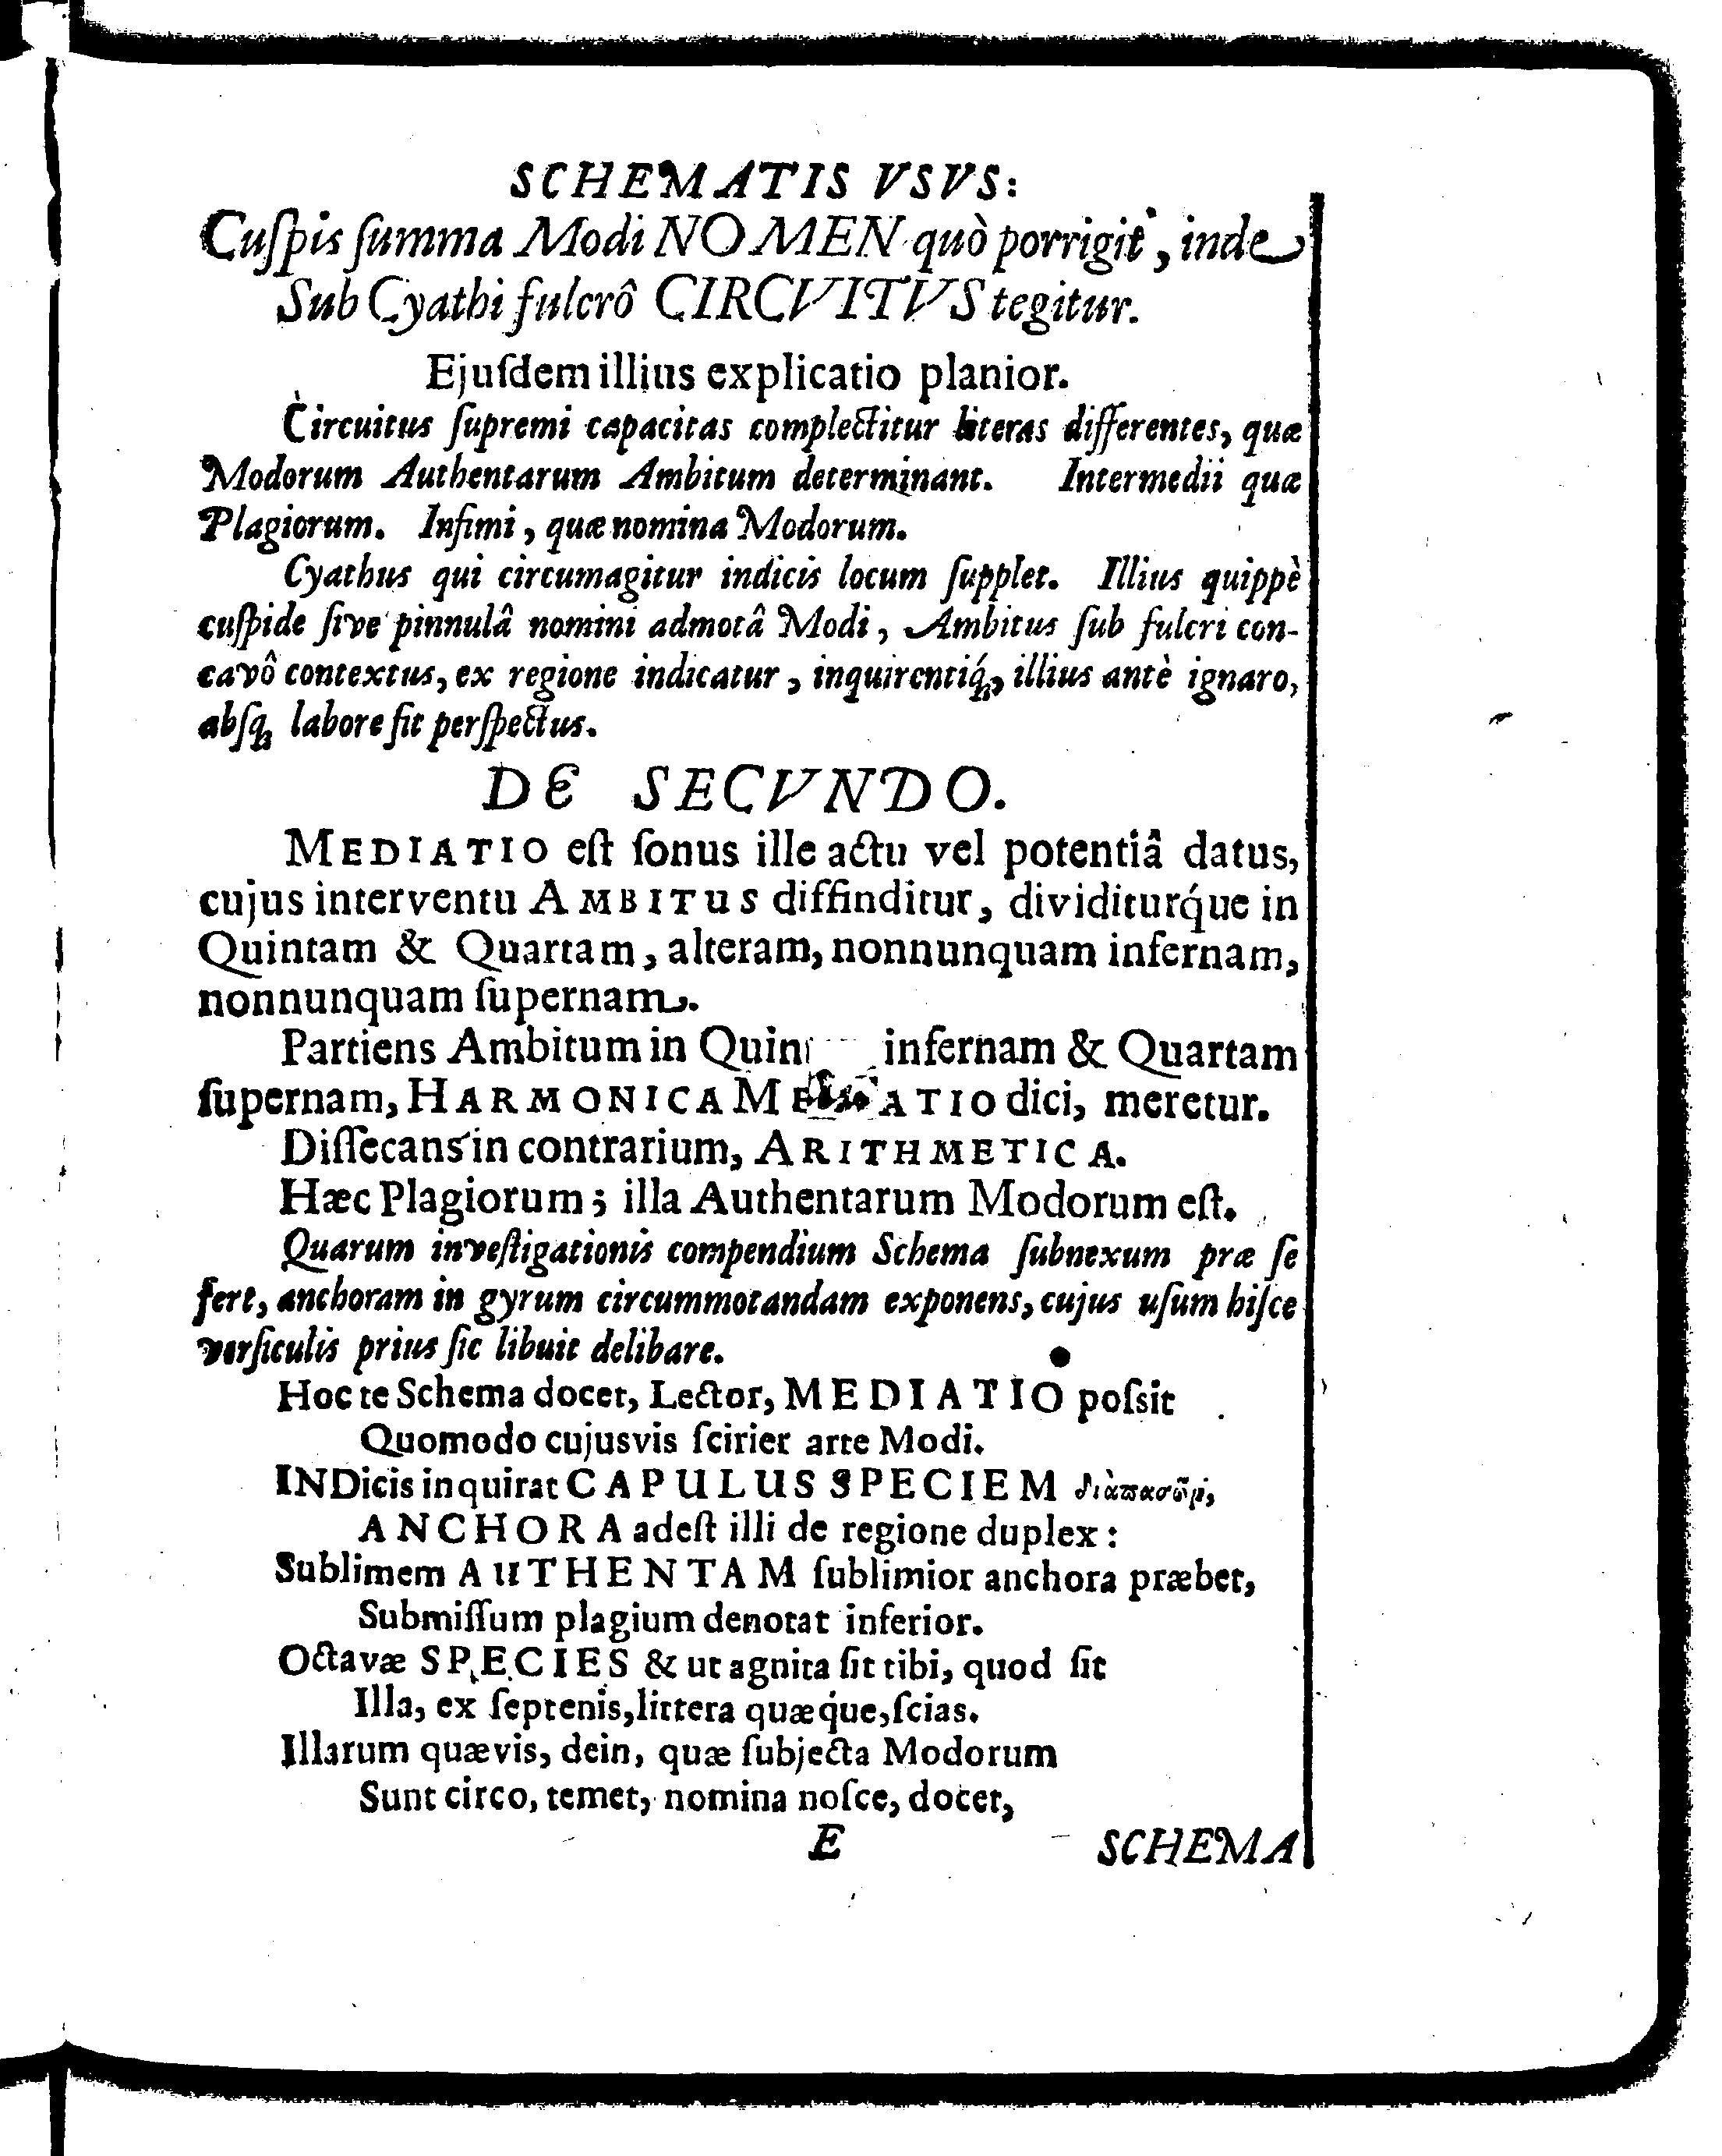 SCHEMATIS VSVS:
Cuſpis ſumma Modi NOMEN quò porrigit, inde
Sub Cyathi fulcrô CIRCVITVS tegitur.
Ejuſdem illius explicatio planior.
Circuitus ſupremi capacitas complectitur literas differentes, quæ
Modorum Authentarum Ambitum determinant. Intermedii quæ
Plagiorum. Infimi, quæ nomina Modorum.
Cyathus qui circumagitur indicis locum ſupplet. Illius quippè
cuſpide ſive pinnulâ nomini admotâ Modi, Ambitus ſub fulcri con-
cavô contextus, ex regione indicatur, inquirentiq́;, illius antè ignaro,
abſq; labore fit perſpectus.
DE SECVNDO.
MEDIATIO eſt ſonus ille actu vel potentiâ datus,
cujus interventu AMBITUS diffinditur, dividiturq́ue in
Quintam & Quartam, alteram, nonnunquam infernam,
nonnunquam ſupernam.
Partiens Ambitum in infernam & Quartam
ſupernam, HARMONICA dici, meretur.
Diſſecans in contrarium, ARITHMETICA.
Hæc Plagiorum; illa Authentarum Modorum eſt.
Quarum inveſtigationis compendium Schema ſubnexum præ ſe
fert, anchoram in gyrum circummotandam exponens, cujus uſum hiſce
verſiculis prius ſic libuit delibare.
Hoc te Schema docet, Lector, MEDIATIO poſsit
Quomodo cujusvis ſcirier arte Modi.
INDicis inquirat CAPULUS SPECIEM
ANCHORA adeſt illi de regione duplex:
Sublimem AUTHENTAM ſublimior anchora præbet,
Submiſſum plagium denotat inferior.
Octavæ SPECIES & ut agnita ſit tibi, quod ſit
Illa, ex ſeptenis, littera quæq́ue, ſcias.
Illarum quævis, dein, quæ ſubjecta Modorum
Sunt circo, temet, nomina noſce, docet,
E SCHEMA